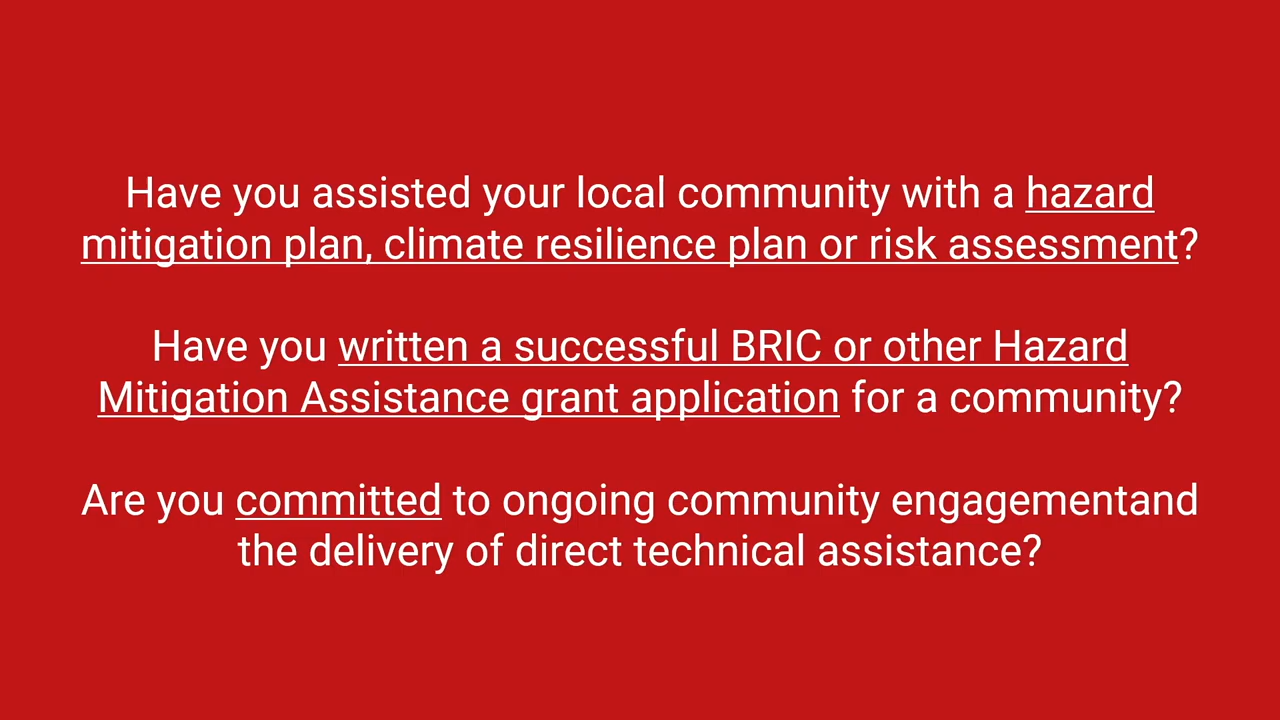 Have you assisted your local community with a hazard
mitigation plan, climate resilience plan or risk assessment?
Have you written a successful BRIC or other Hazard
Mitigation Assistance grant application for a community?
Are you committed to ongoing community engagementand
the delivery of direct technical assistance?